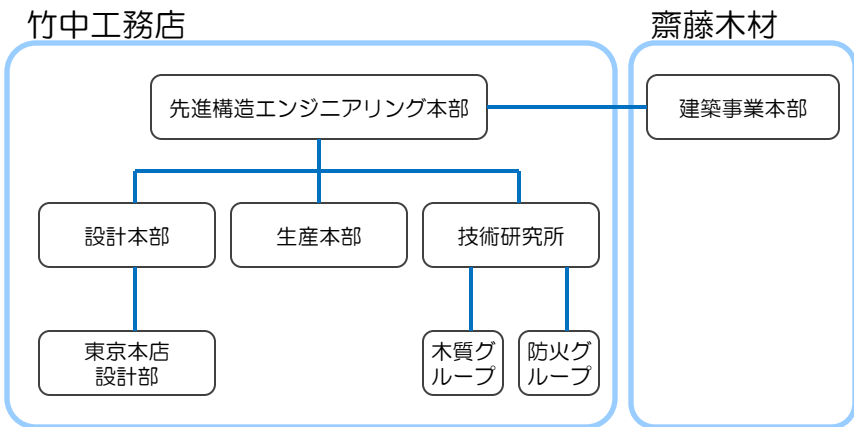 竹中工務店
齋藤木材
先進構造エンジニアリング本部
建築事業本部
設計本部
生産本部
技術研究所
東京本店
設計部
木質グ
ループ
防火グ
ループ